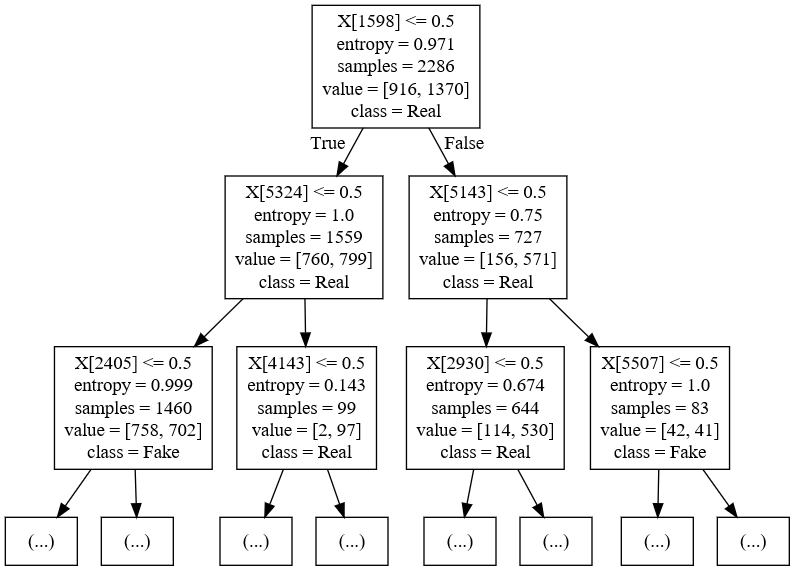 X[1598] <= 0.5
entropy = 0.971
samples = 2286
value = [916, 1370]
class = Real
True
False
X[5324] <= 0.5
entropy = 1.0
samples = 1559
value = [760, 799]
class = Real
X[5143] <= 0.5
entropy = 0.75
samples = 727
value = [156, 571]
class = Real
X[2405] <= 0.5
entropy = 0.999
samples = 1460
value = [758, 702]
class = Fake
X[4143] <= 0.5
entropy = 0.143
samples = 99
value = [2, 97]
class = Real
X[2930] <= 0.5
entropy = 0.674
samples = 644
value = [114, 530]
class = Real
X[5507] <= 0.5
entropy = 1.0
samples = 83
value = [42, 41]
class = Fake
(...)
(...)
(...)
(...)
(...)
(...)
(...)
(...)